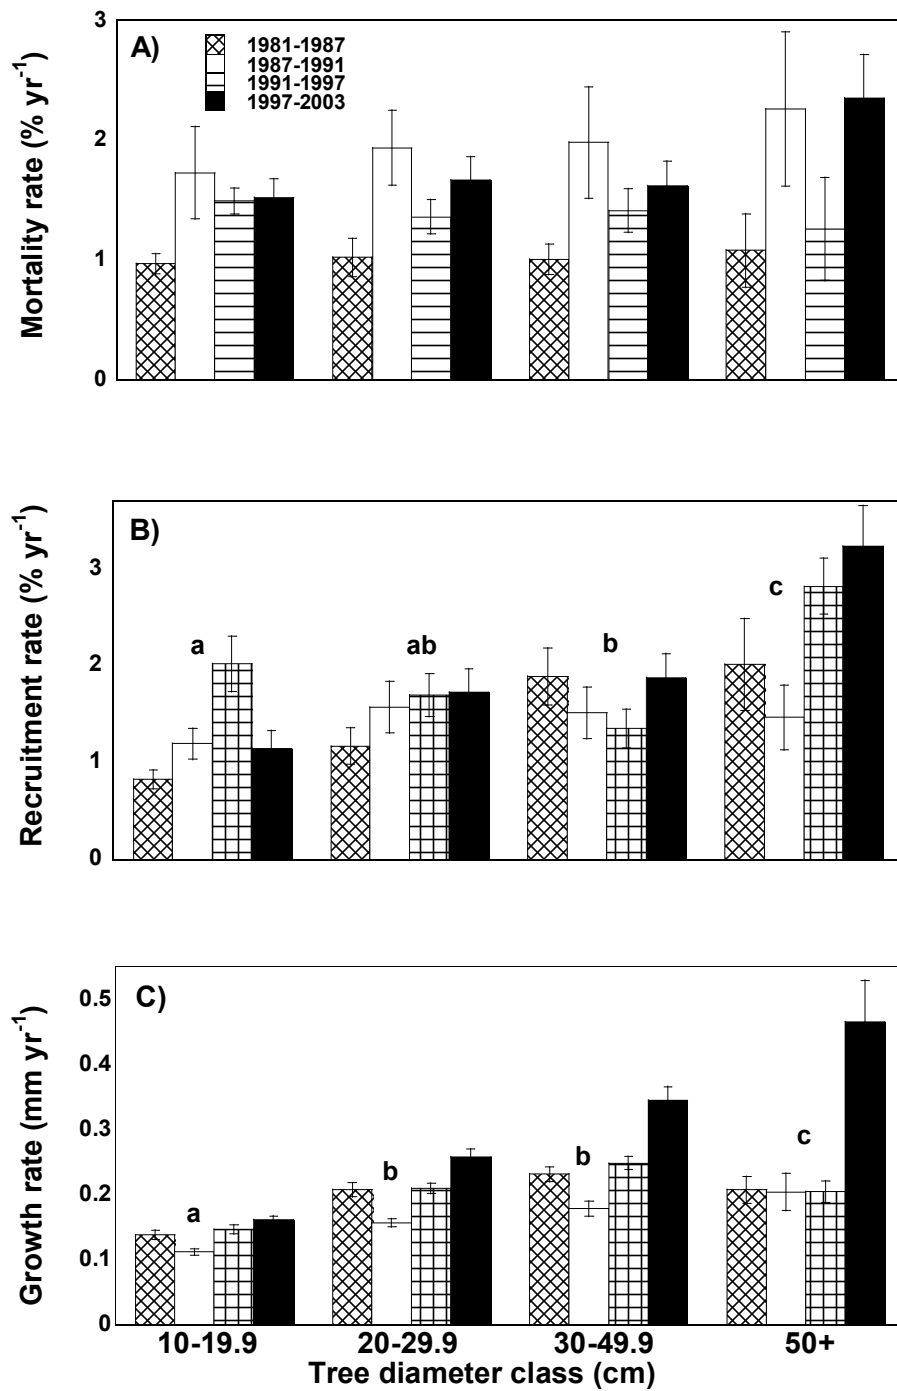 A)
1981-1987
1987-1991
1991-1997
1997-2003
Mortality rate (% yr⁻¹)
3
2
1
0
B)
Recruitment rate (% yr⁻¹)
3
2
1
0
a
ab
b
c
C)
Growth rate (mm yr⁻¹)
0.5
0.4
0.3
0.2
0.1
0
a
b
b
c
10-19.9 20-29.9 30-49.9 50+
Tree diameter class (cm)